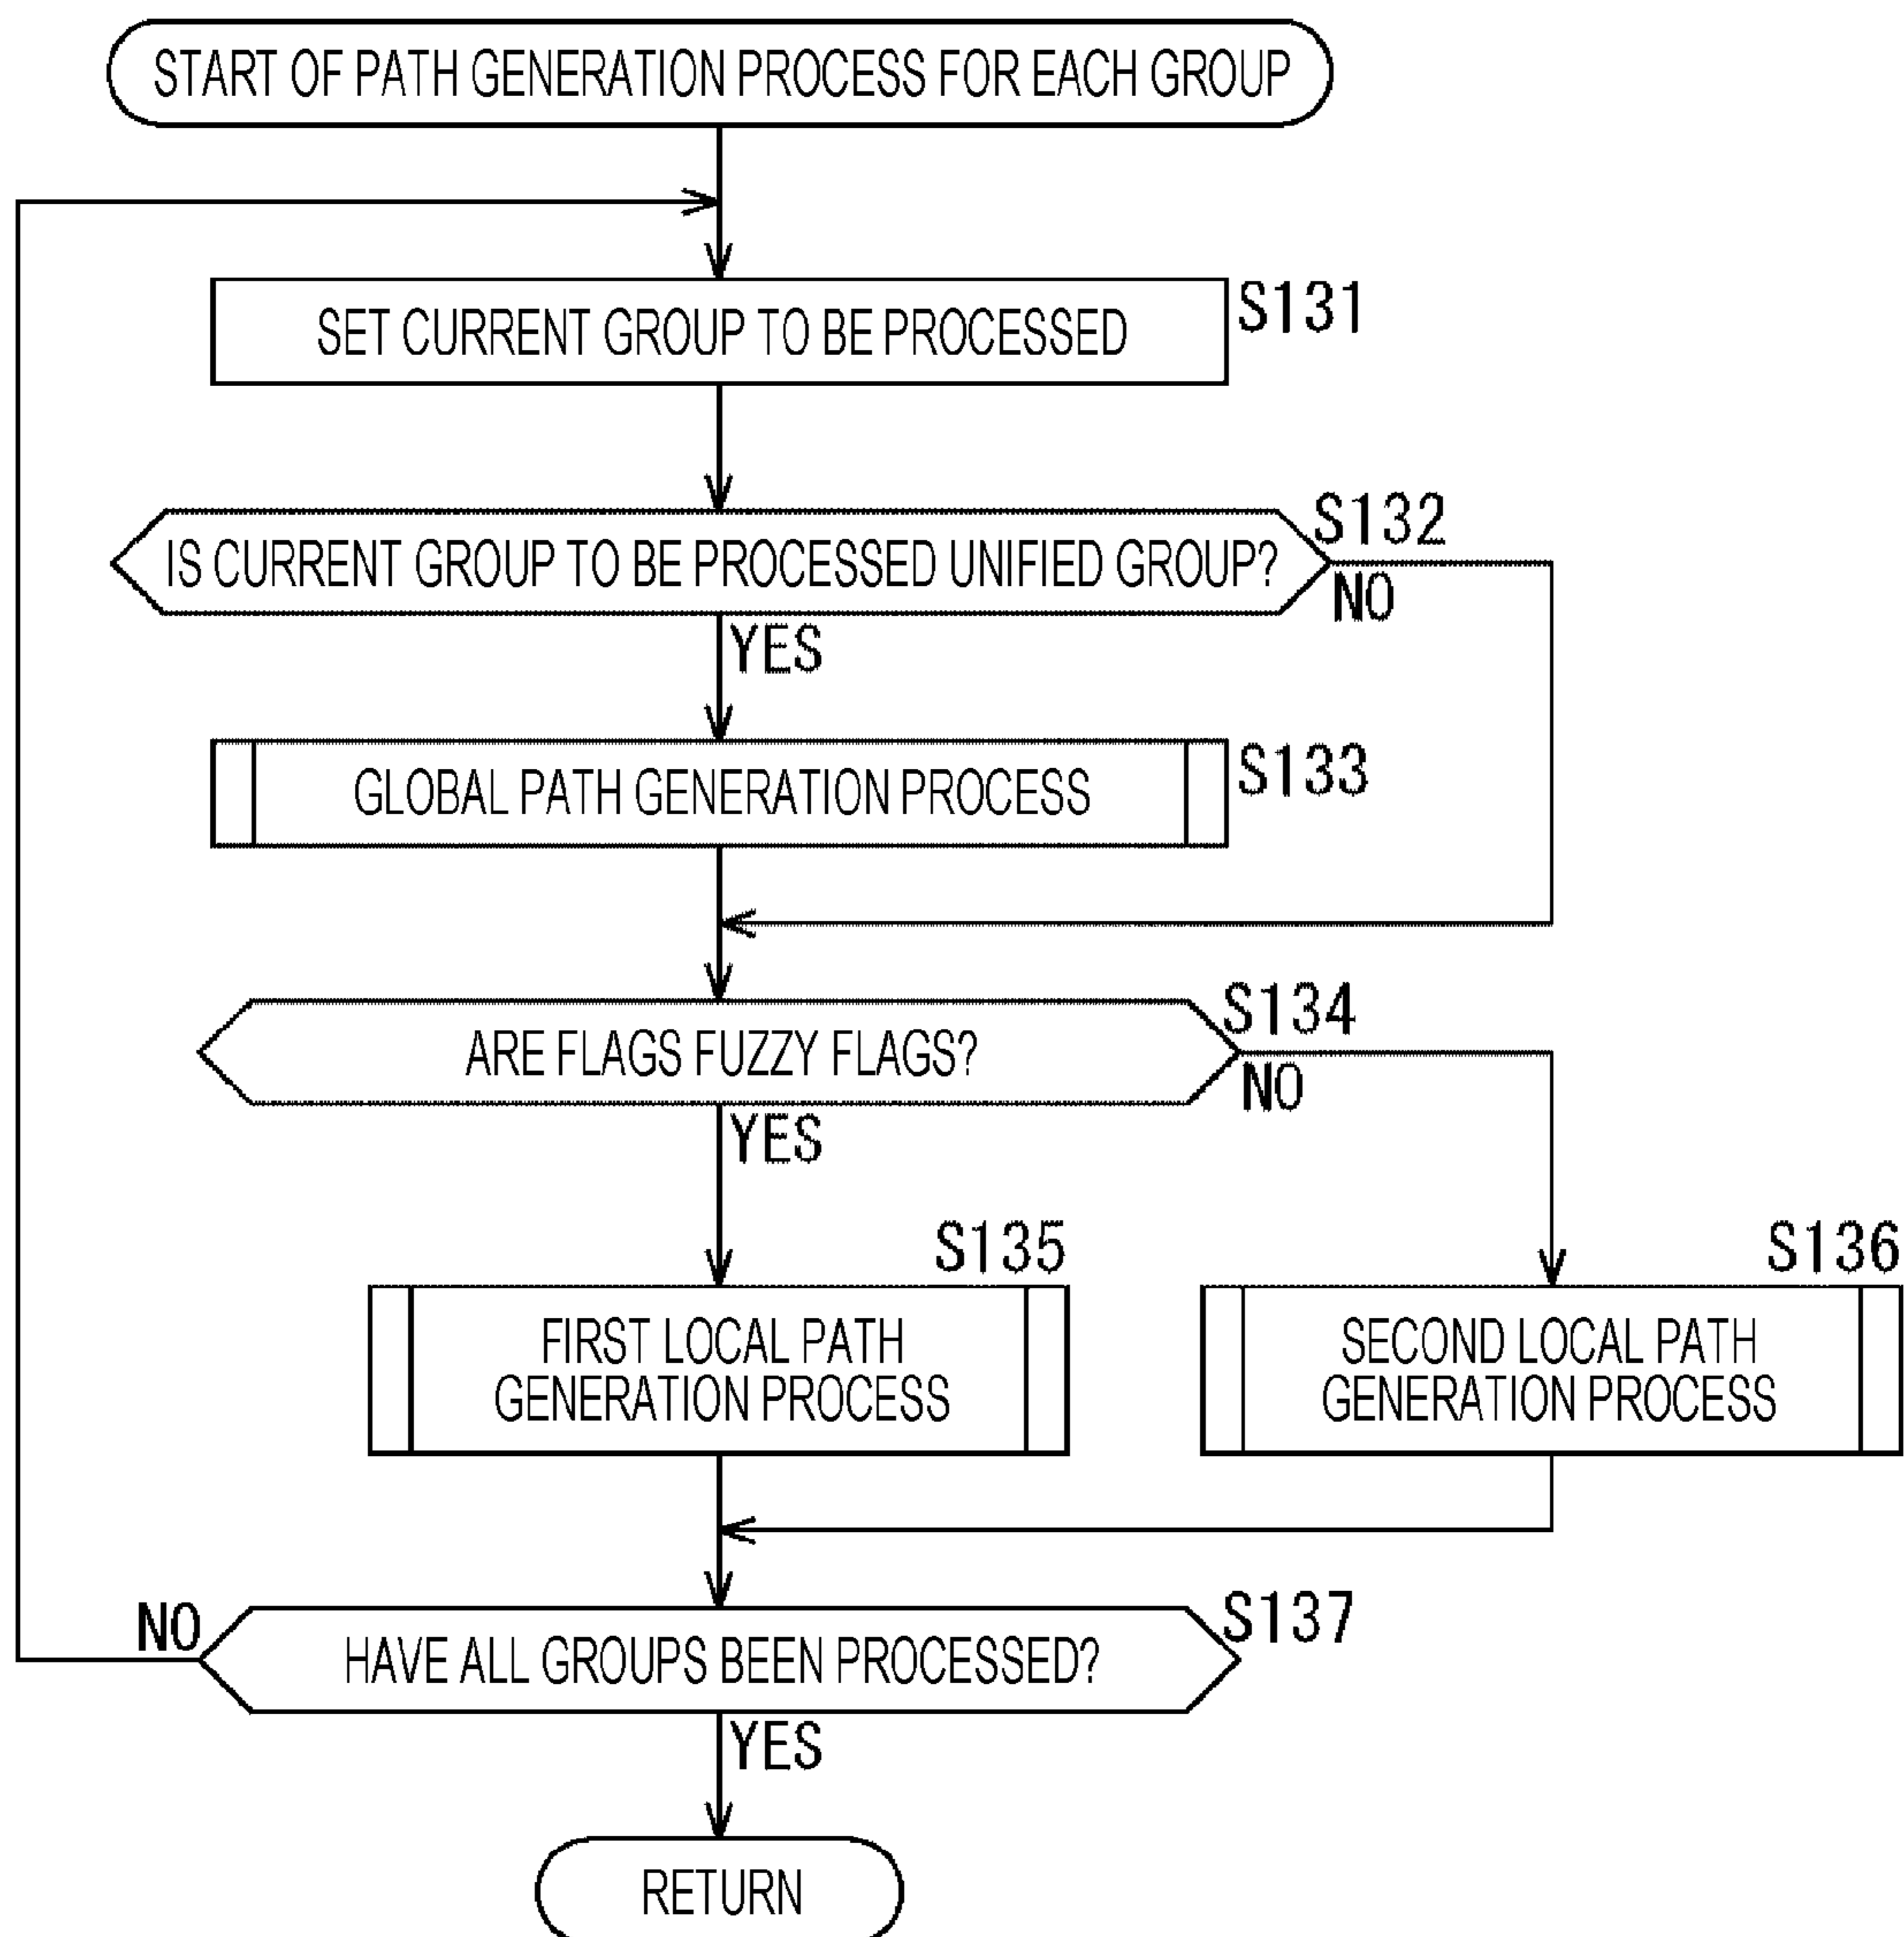 START OF PATH GENERATION PROCESS FOR EACH GROUP
SET CURRENT GROUP TO BE PROCESSED
S131
IS CURRENT GROUP TO BE PROCESSED UNIFIED GROUP?
S132
NO
YES
GLOBAL PATH GENERATION PROCESS
S133
ARE FLAGS FUZZY FLAGS?
S134
NO
YES
S135
FIRST LOCAL PATH
GENERATION PROCESS
S136
SECOND LOCAL PATH
GENERATION PROCESS
NO
HAVE ALL GROUPS BEEN PROCESSED?
S137
YES
RETURN